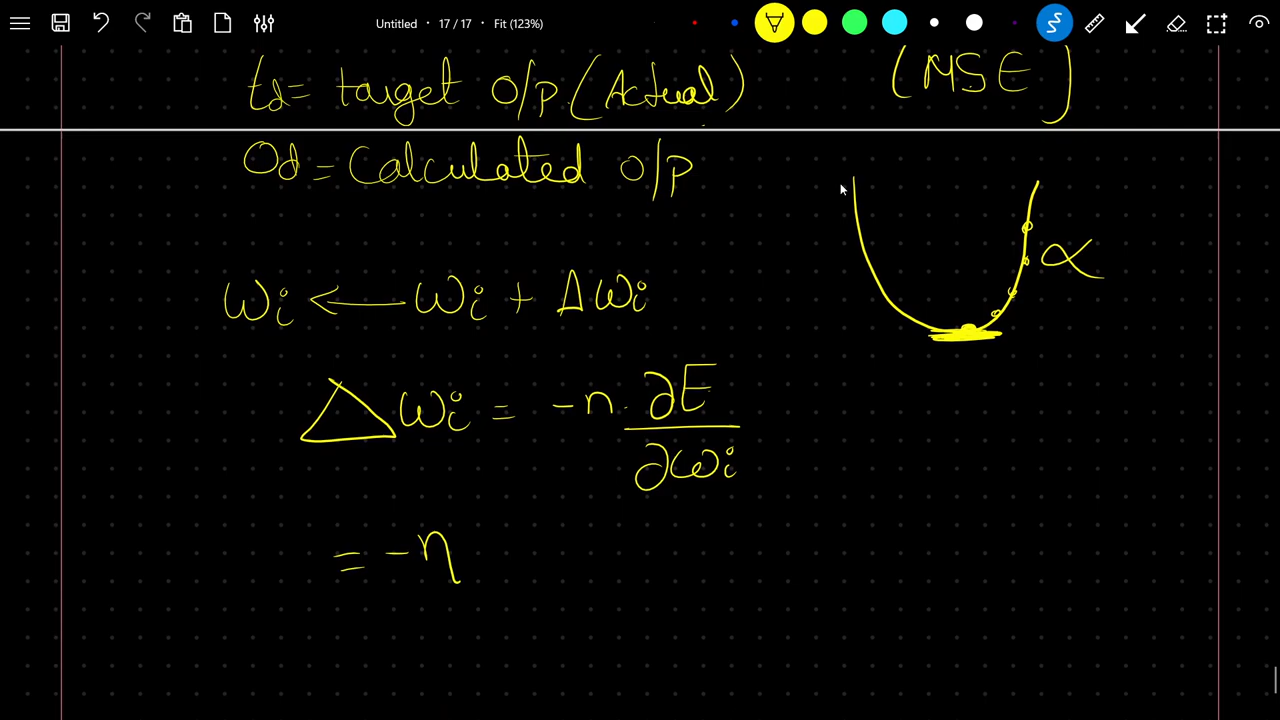 Untitled • 17 / 17 • Fit (123%)
td = target O/p. (Actual) (MSE)
Od = Calculated O/p
wi ← wi + Δwi
α
Δwi = -n. ∂E
∂wi
= -η